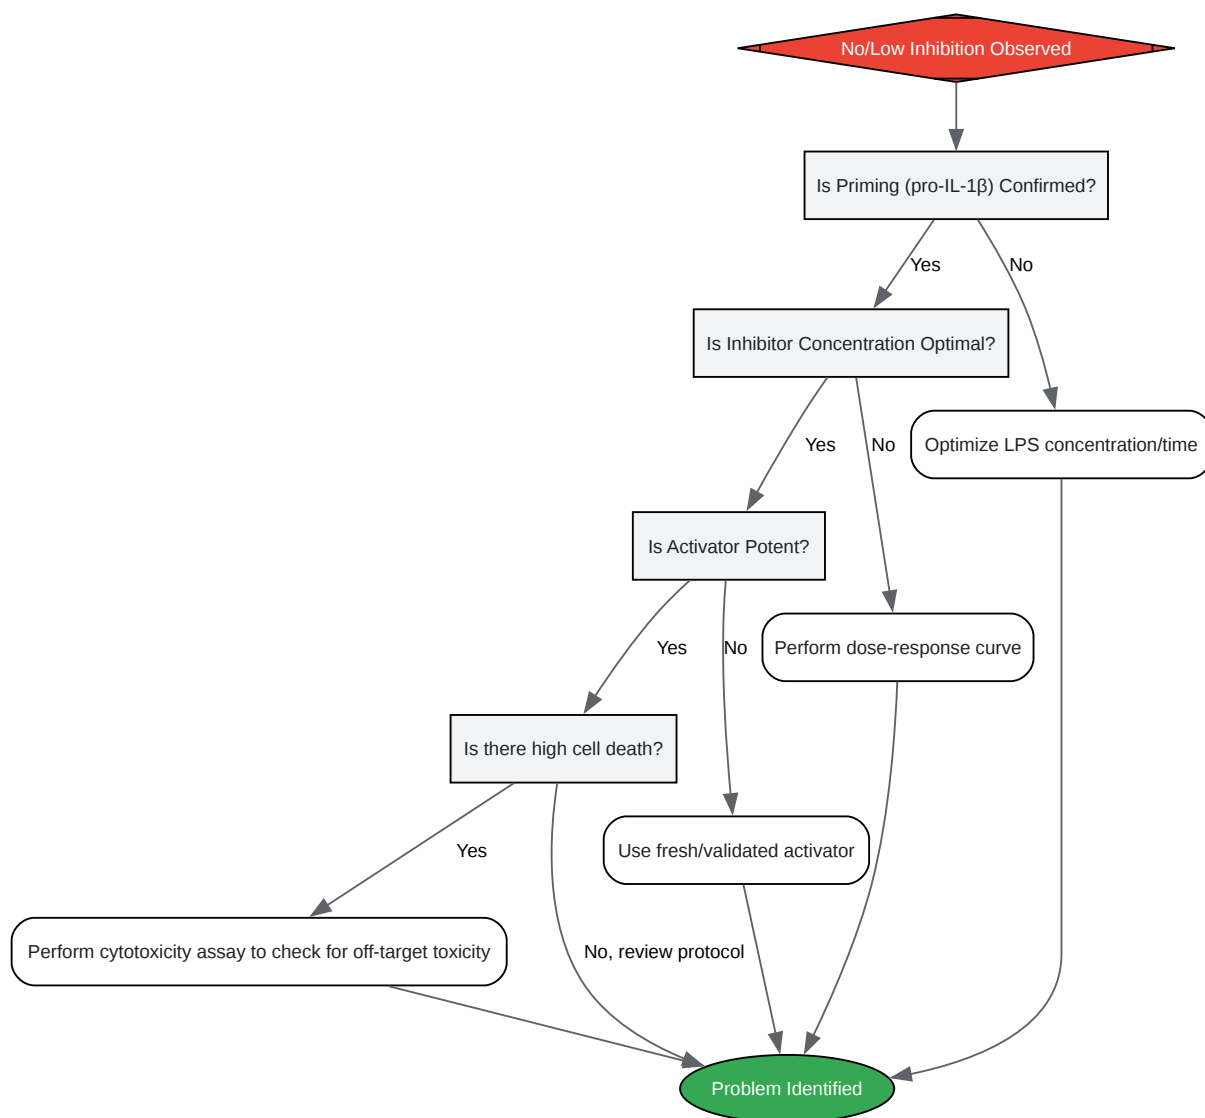 No/Low Inhibition Observed
Is Priming (pro-IL-1β) Confirmed?
Yes
No
Is Inhibitor Concentration Optimal?
Optimize LPS concentration/time
Yes
No
Is Activator Potent?
Perform dose-response curve
Yes
No
Is there high cell death?
Use fresh/validated activator
Yes
Perform cytotoxicity assay to check for off-target toxicity
No, review protocol
Problem Identified